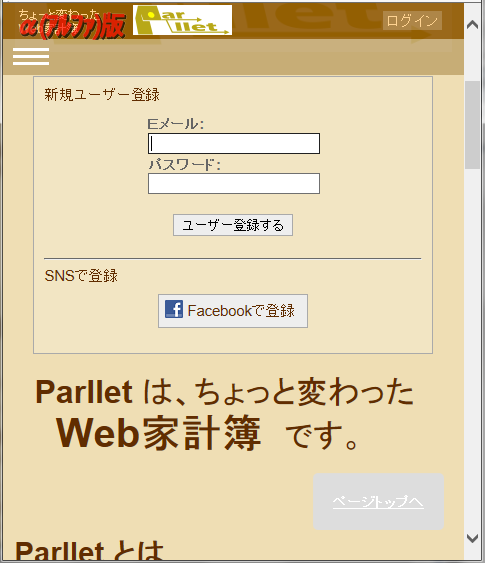 ちょっと変わった
α(アルファ)版
Parllet.
ログイン
新規ユーザー登録
Eメール:
パスワード:
ユーザー登録する
SNSで登録
Facebookで登録
Parllet は、ちょっと変わった
Web家計簿 です。
ページトップへ
Parllet とは